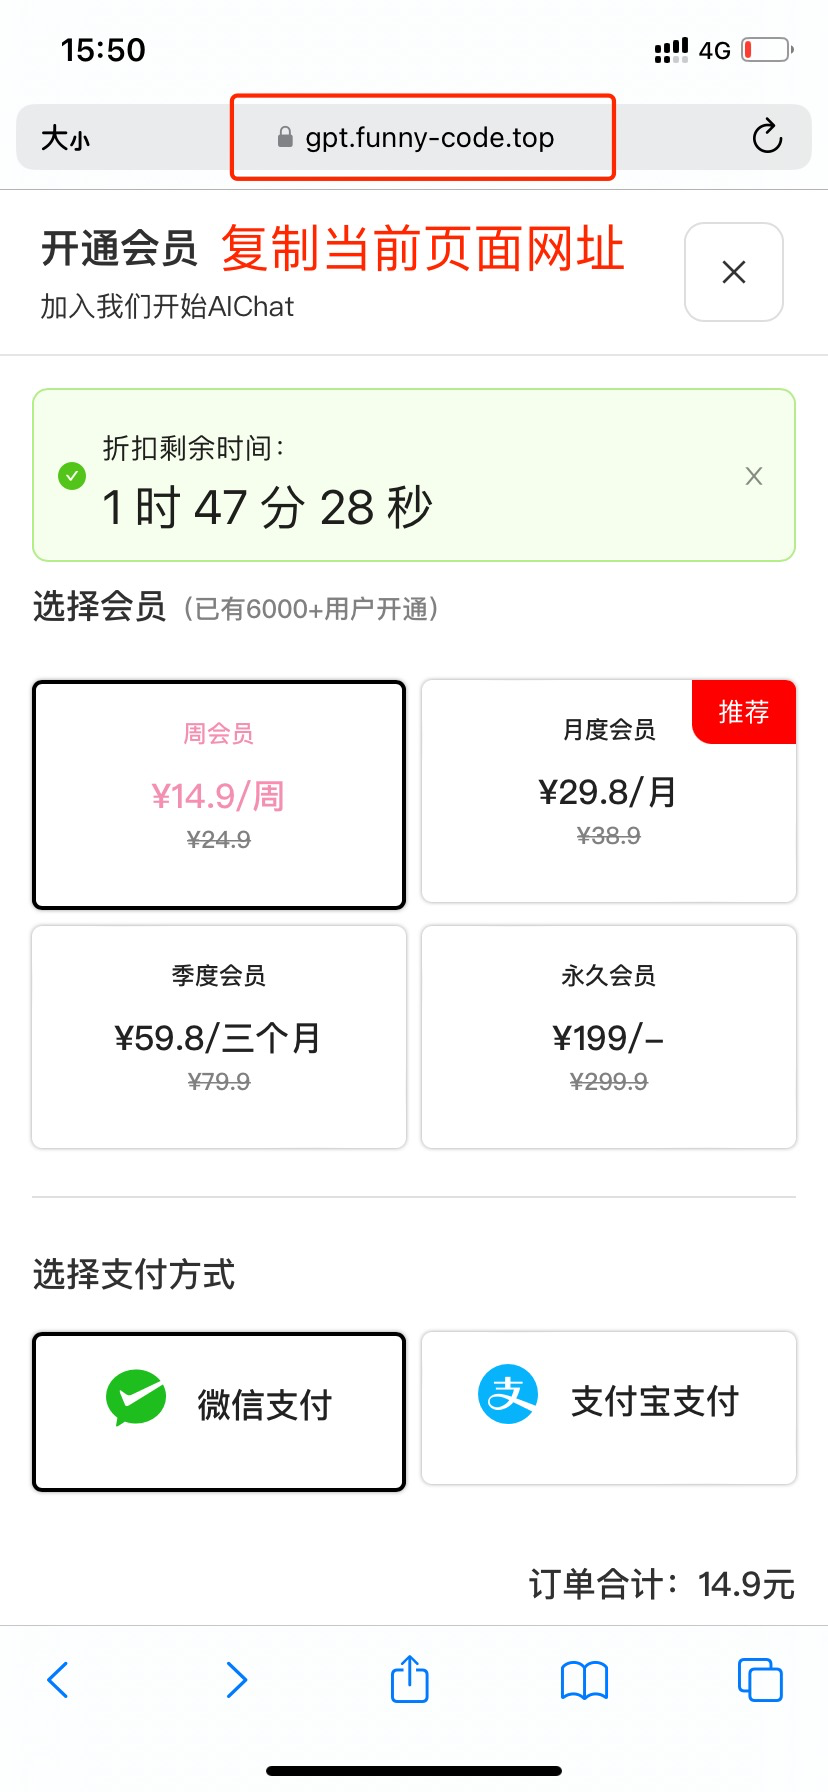 15:50
4G
大小
gpt.funny-code.top
开通会员
复制当前页面网址
加入我们开始AIChat
折扣剩余时间：
1 时 47 分 28 秒
选择会员（已有6000+用户开通）
周会员
¥14.9/周
¥24.9
推荐
月度会员
¥29.8/月
¥38.9
季度会员
¥59.8/三个月
¥79.9
永久会员
¥199/–
¥299.9
选择支付方式
微信支付
支 支付宝支付
订单合计：14.9元